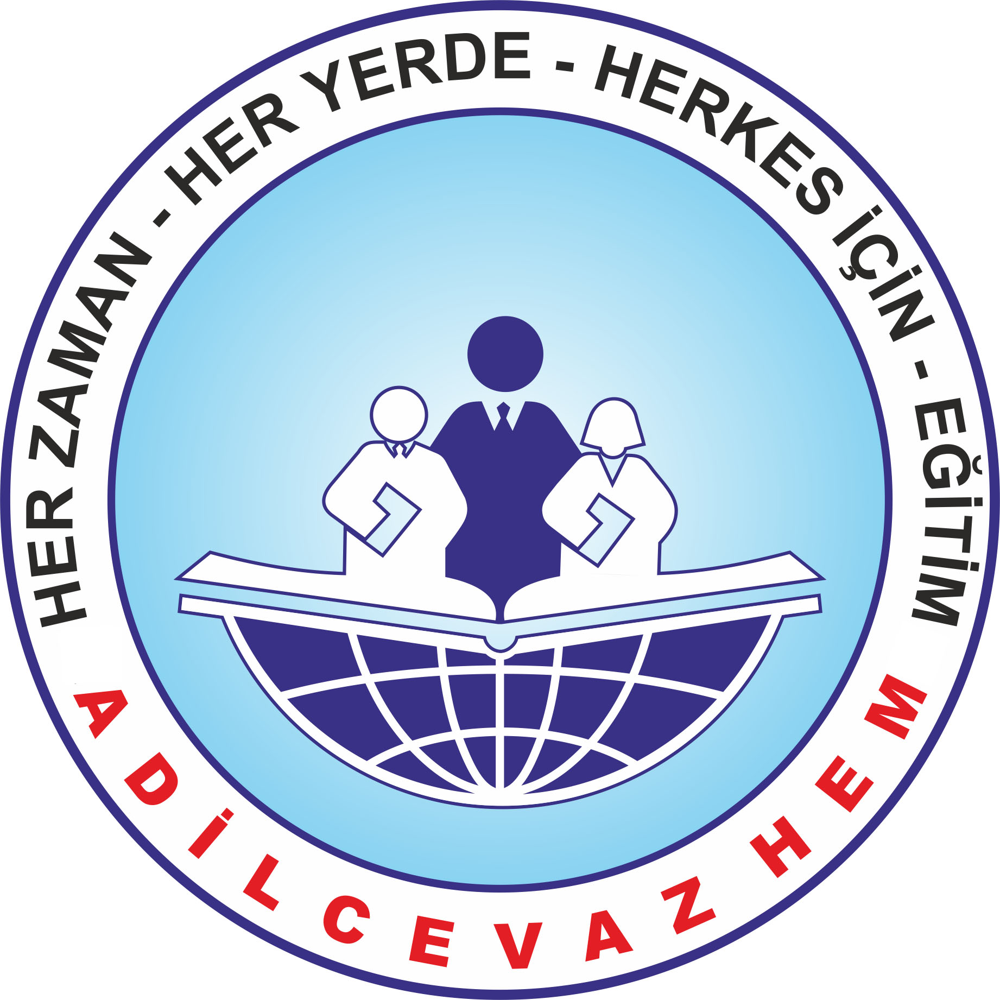 HER ZAMAN - HER YERDE - HERKES İÇİN - EĞİTİM
ADİLCEVAZ HEM